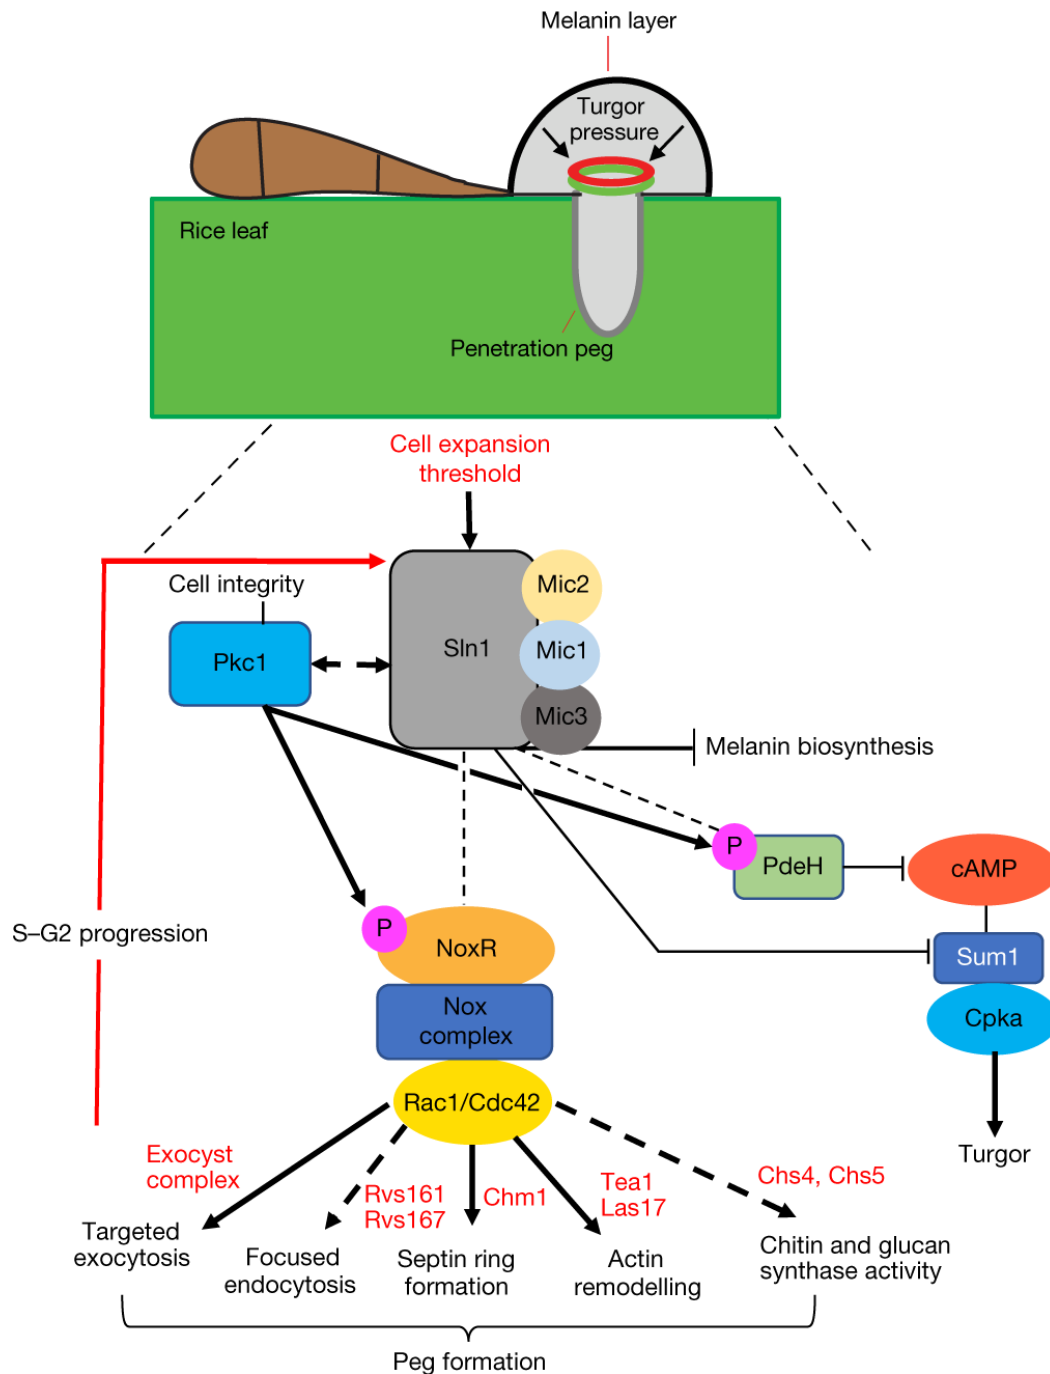 Melanin layer
Turgor
pressure
Rice leaf
Penetration peg
Cell expansion
threshold
Cell integrity
Mic2
Sln1
Mic1
Pkc1
Mic3
Melanin biosynthesis
P
PdeH
cAMP
S–G2 progression
P
NoxR
Sum1
Nox
complex
Cpka
Rac1/Cdc42
Turgor
Exocyst
complex
Rvs161
Rvs167
Chm1
Tea1
Las17
Chs4, Chs5
Targeted
exocytosis
Focused
endocytosis
Septin ring
formation
Actin
remodelling
Chitin and glucan
synthase activity
Peg formation